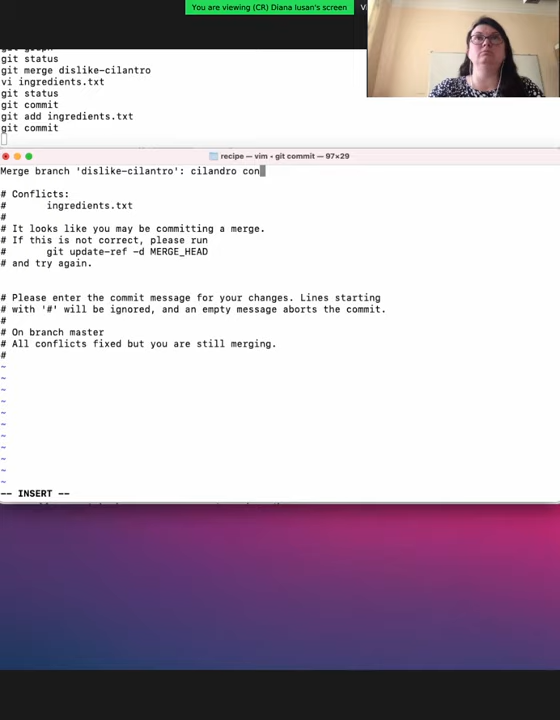 You are viewing (CR) Diana Iusan's screen
git status
git merge dislike-cilantro
vi ingredients.txt
git status
git commit
git add ingredients.txt
git commit
recipe — vim • git commit — 97×29
Merge branch 'dislike-cilantro': cilandro con
# Conflicts:
#       ingredients.txt
#
# It looks like you may be committing a merge.
# If this is not correct, please run
#       git update-ref -d MERGE_HEAD
# and try again.
# Please enter the commit message for your changes. Lines starting
# with '#' will be ignored, and an empty message aborts the commit.
#
# On branch master
# All conflicts fixed but you are still merging.
#
~
~
~
~
~
~
~
~
~
~
~
-- INSERT --